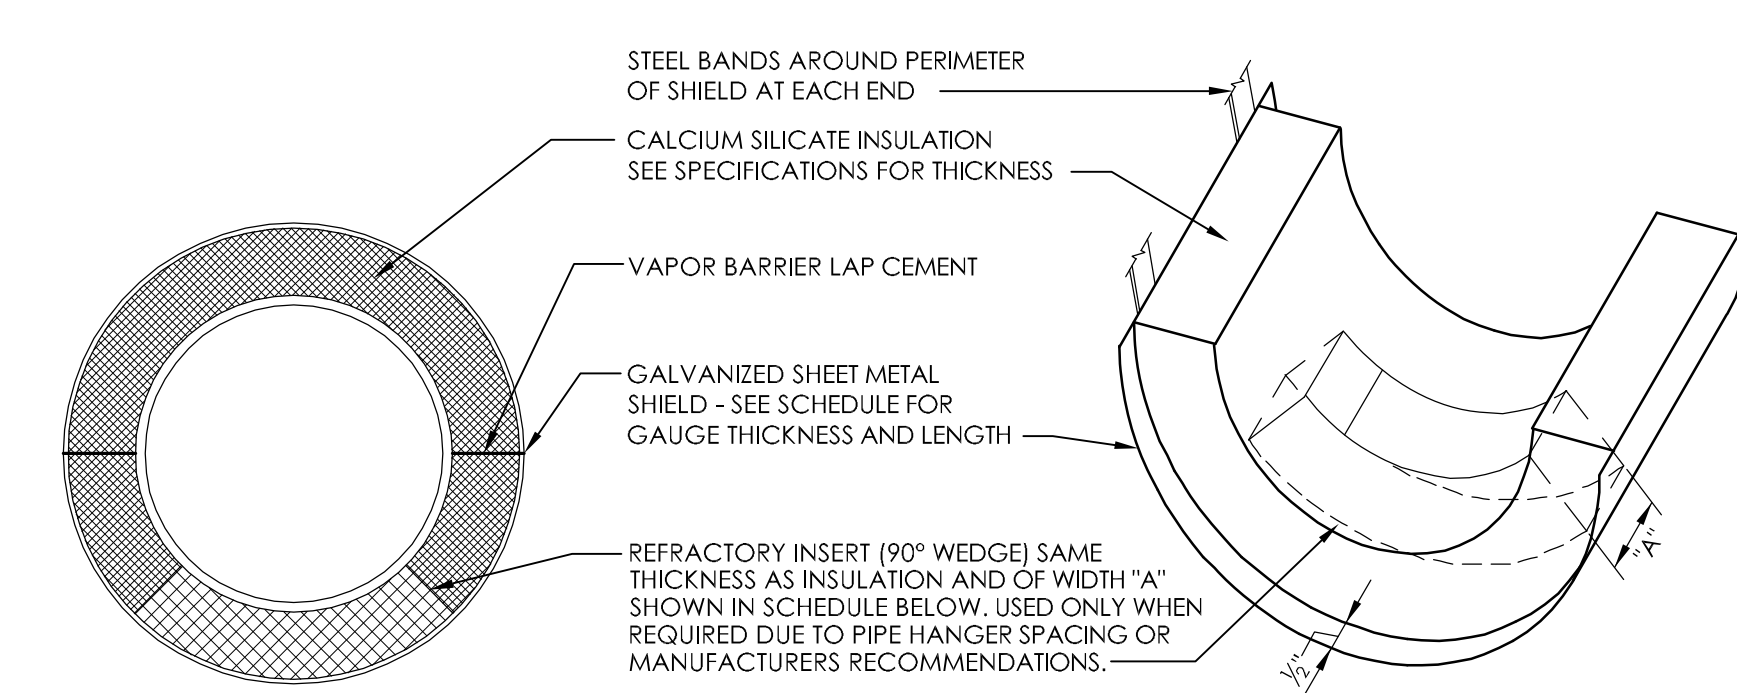 STEEL BANDS AROUND PERIMETER
OF SHIELD AT EACH END
CALCIUM SILICATE INSULATION
SEE SPECIFICATIONS FOR THICKNESS
VAPOR BARRIER LAP CEMENT
GALVANIZED SHEET METAL
SHIELD - SEE SCHEDULE FOR
GAUGE THICKNESS AND LENGTH
REFRACTORY INSERT (90° WEDGE) SAME
THICKNESS AS INSULATION AND OF WIDTH "A"
SHOWN IN SCHEDULE BELOW. USED ONLY WHEN
REQUIRED DUE TO PIPE HANGER SPACING OR
MANUFACTURERS RECOMMENDATIONS.
"A"
1/2"